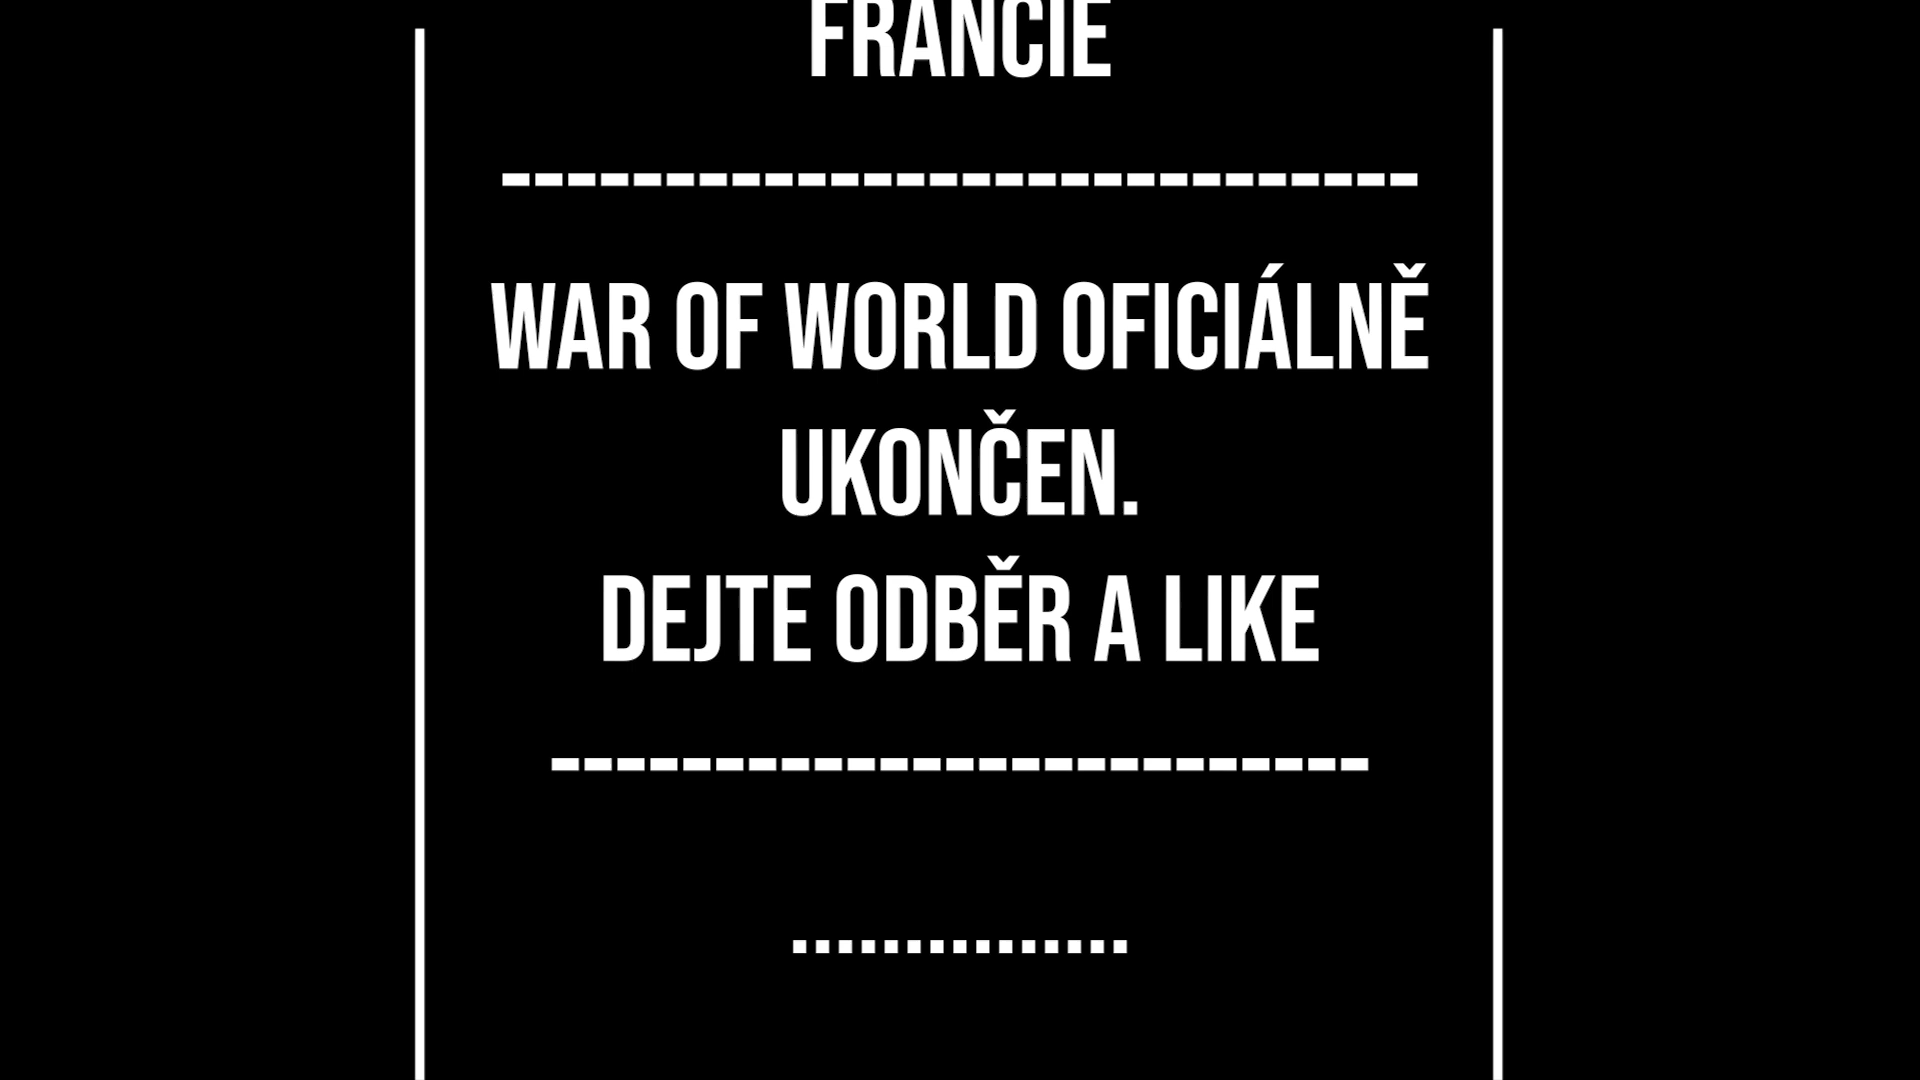 FRANCIE
----------------------------
WAR OF WORLD OFICIÁLNĚ
UKONČEN.
DEJTE ODBĚR A LIKE
-------------------------
...............